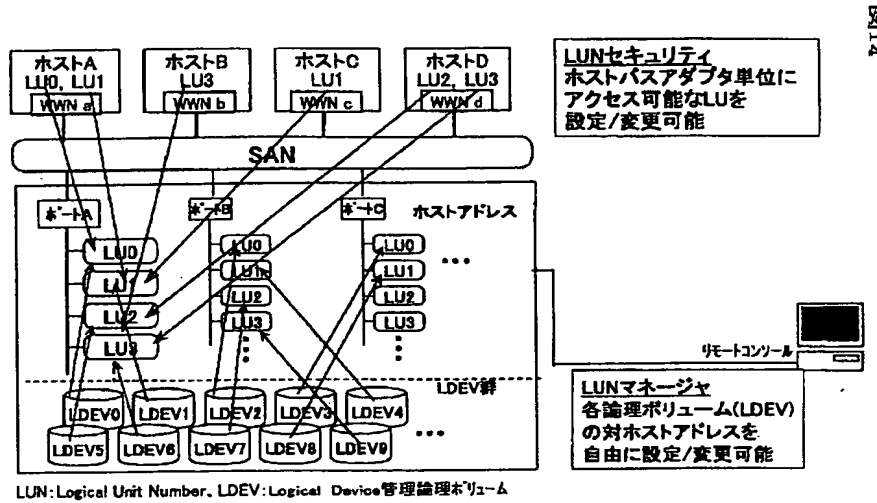 図14
ホストA
LU0, LU1
WWN a
ホストB
LU3
WWN b
ホストC
LU1
WWN c
ホストD
LU2, LU3
WWN d
LUNセキュリティ
ホストパスアダプタ単位に
アクセス可能なLUを
設定/変更可能
SAN
ポートA
ポートB
ポートC
ホストアドレス
LU0
LU1
LU2
LU3
LU0
LU1
LU2
LU3
LU0
LU1
LU2
LU3
リモートコンソール
LDEV群
LDEV0
LDEV1
LDEV2
LDEV3
LDEV4
LDEV5
LDEV6
LDEV7
LDEV8
LDEV9
LUNマネージャ
各論理ボリューム(LDEV)
の対ホストアドレスを
自由に設定/変更可能
LUN:Logical Unit Number、LDEV:Logical Device管理論理ボリューム